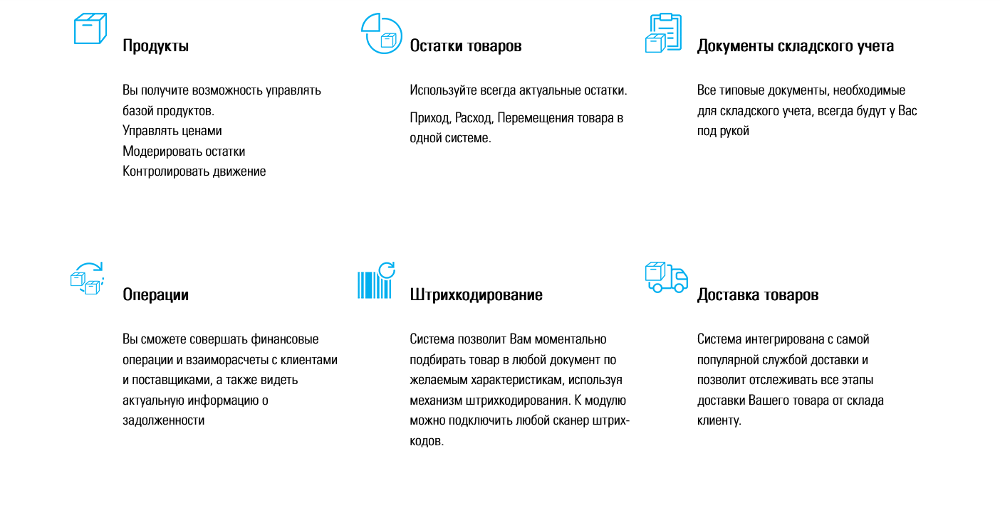 Продукты
Вы получите возможность управлять
базой продуктов.
Управлять ценами
Модерировать остатки
Контролировать движение
Остатки товаров
Используйте всегда актуальные остатки.
Приход, Расход, Перемещения товара в
одной системе.
Документы складского учета
Все типовые документы, необходимые
для складского учета, всегда будут у Вас
под рукой
Операции
Вы сможете совершать финансовые
операции и взаиморасчеты с клиентами
и поставщиками, а также видеть
актуальную информацию о
задолженности
Штрихкодирование
Система позволит Вам моментально
подбирать товар в любой документ по
желаемым характеристикам, используя
механизм штрихкодирования. К модулю
можно подключить любой сканер штрих-
кодов.
Доставка товаров
Система интегрирована с самой
популярной службой доставки и
позволит отслеживать все этапы
доставки Вашего товара от склада
клиенту.